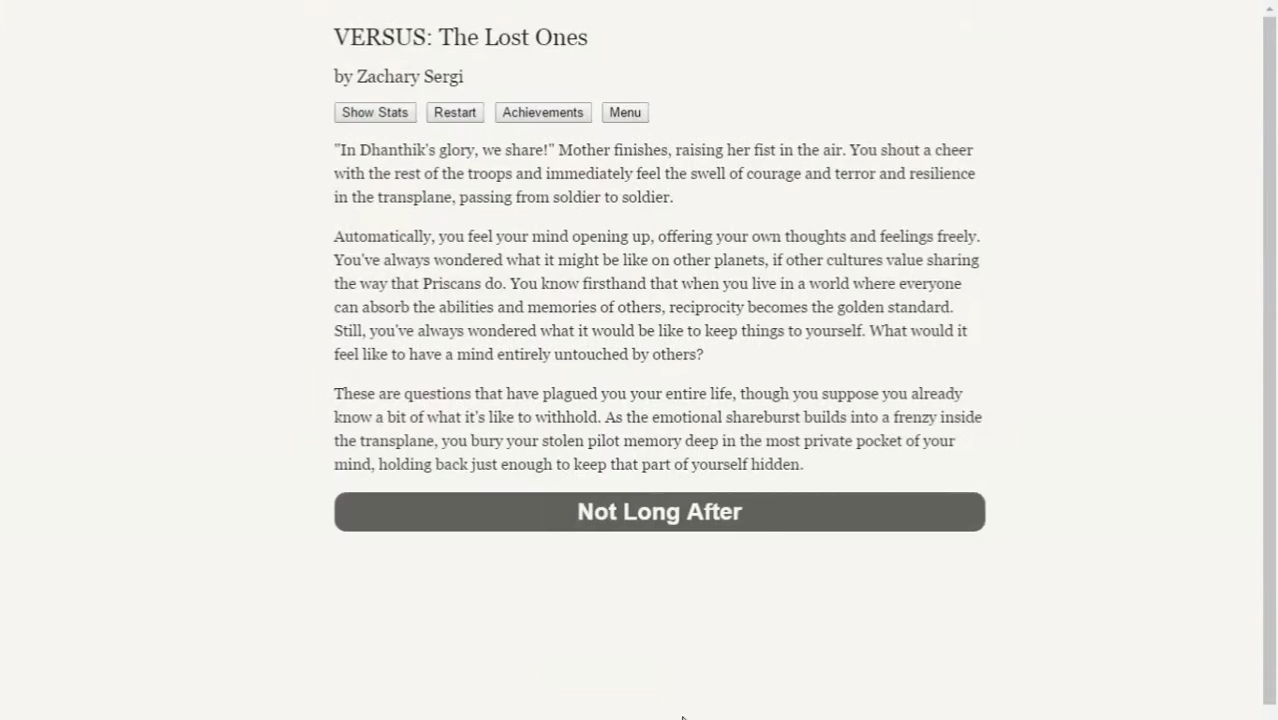 VERSUS: The Lost Ones
by Zachary Sergi
Show Stats Restart Achievements Menu
"In Dhanthik's glory, we share!" Mother finishes, raising her fist in the air. You shout a cheer
with the rest of the troops and immediately feel the swell of courage and terror and resilience
in the transplane, passing from soldier to soldier.
Automatically, you feel your mind opening up, offering your own thoughts and feelings freely.
You've always wondered what it might be like on other planets, if other cultures value sharing
the way that Priscans do. You know firsthand that when you live in a world where everyone
can absorb the abilities and memories of others, reciprocity becomes the golden standard.
Still, you've always wondered what it would be like to keep things to yourself. What would it
feel like to have a mind entirely untouched by others?
These are questions that have plagued you your entire life, though you suppose you already
know a bit of what it's like to withhold. As the emotional shareburst builds into a frenzy inside
the transplane, you bury your stolen pilot memory deep in the most private pocket of your
mind, holding back just enough to keep that part of yourself hidden.
Not Long After